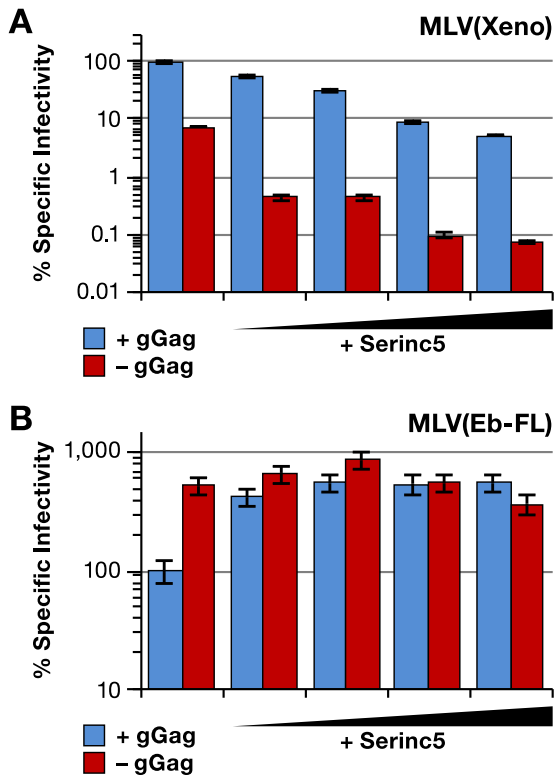 A
MLV(Xeno)
% Specific Infectivity
100
10
1
0.1
0.01
+ gGag
– gGag
+ Serinc5
B
MLV(Eb-FL)
% Specific Infectivity
1,000
100
10
+ gGag
– gGag
+ Serinc5